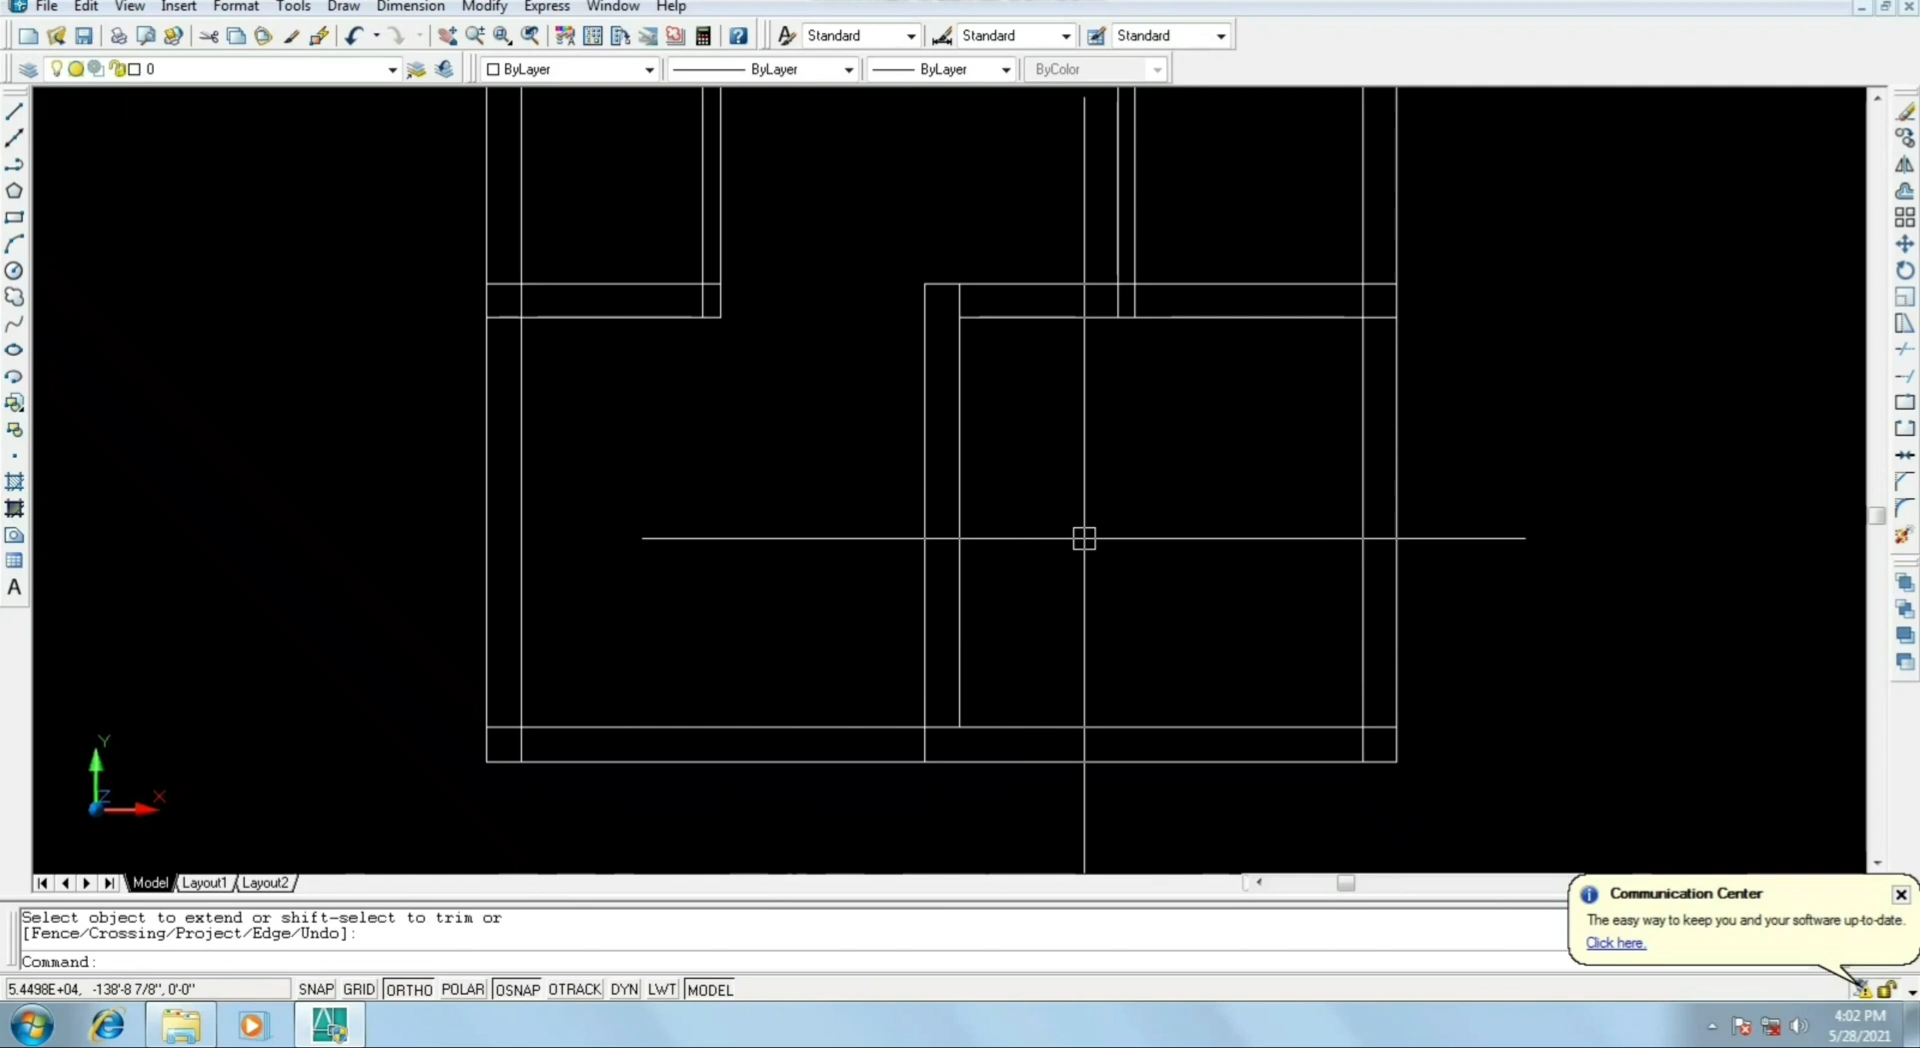 File Edit View Insert Format Tools Draw Dimension Modify Express Window Help
Standard Standard Standard
0 ByLayer ByLayer ByLayer ByColor
A
Y
Z X
Model Layout1 Layout2
Select object to extend or shift-select to trim or
[Fence/Crossing/Project/Edge/Undo]:
Command:
Communication Center
The easy way to keep you and your software up-to-date.
Click here.
5.4498E+04, -138'-8 7/8", 0'-0" SNAP GRID ORTHO POLAR OSNAP OTRACK DYN LWT MODEL
4:02 PM
5/28/2021